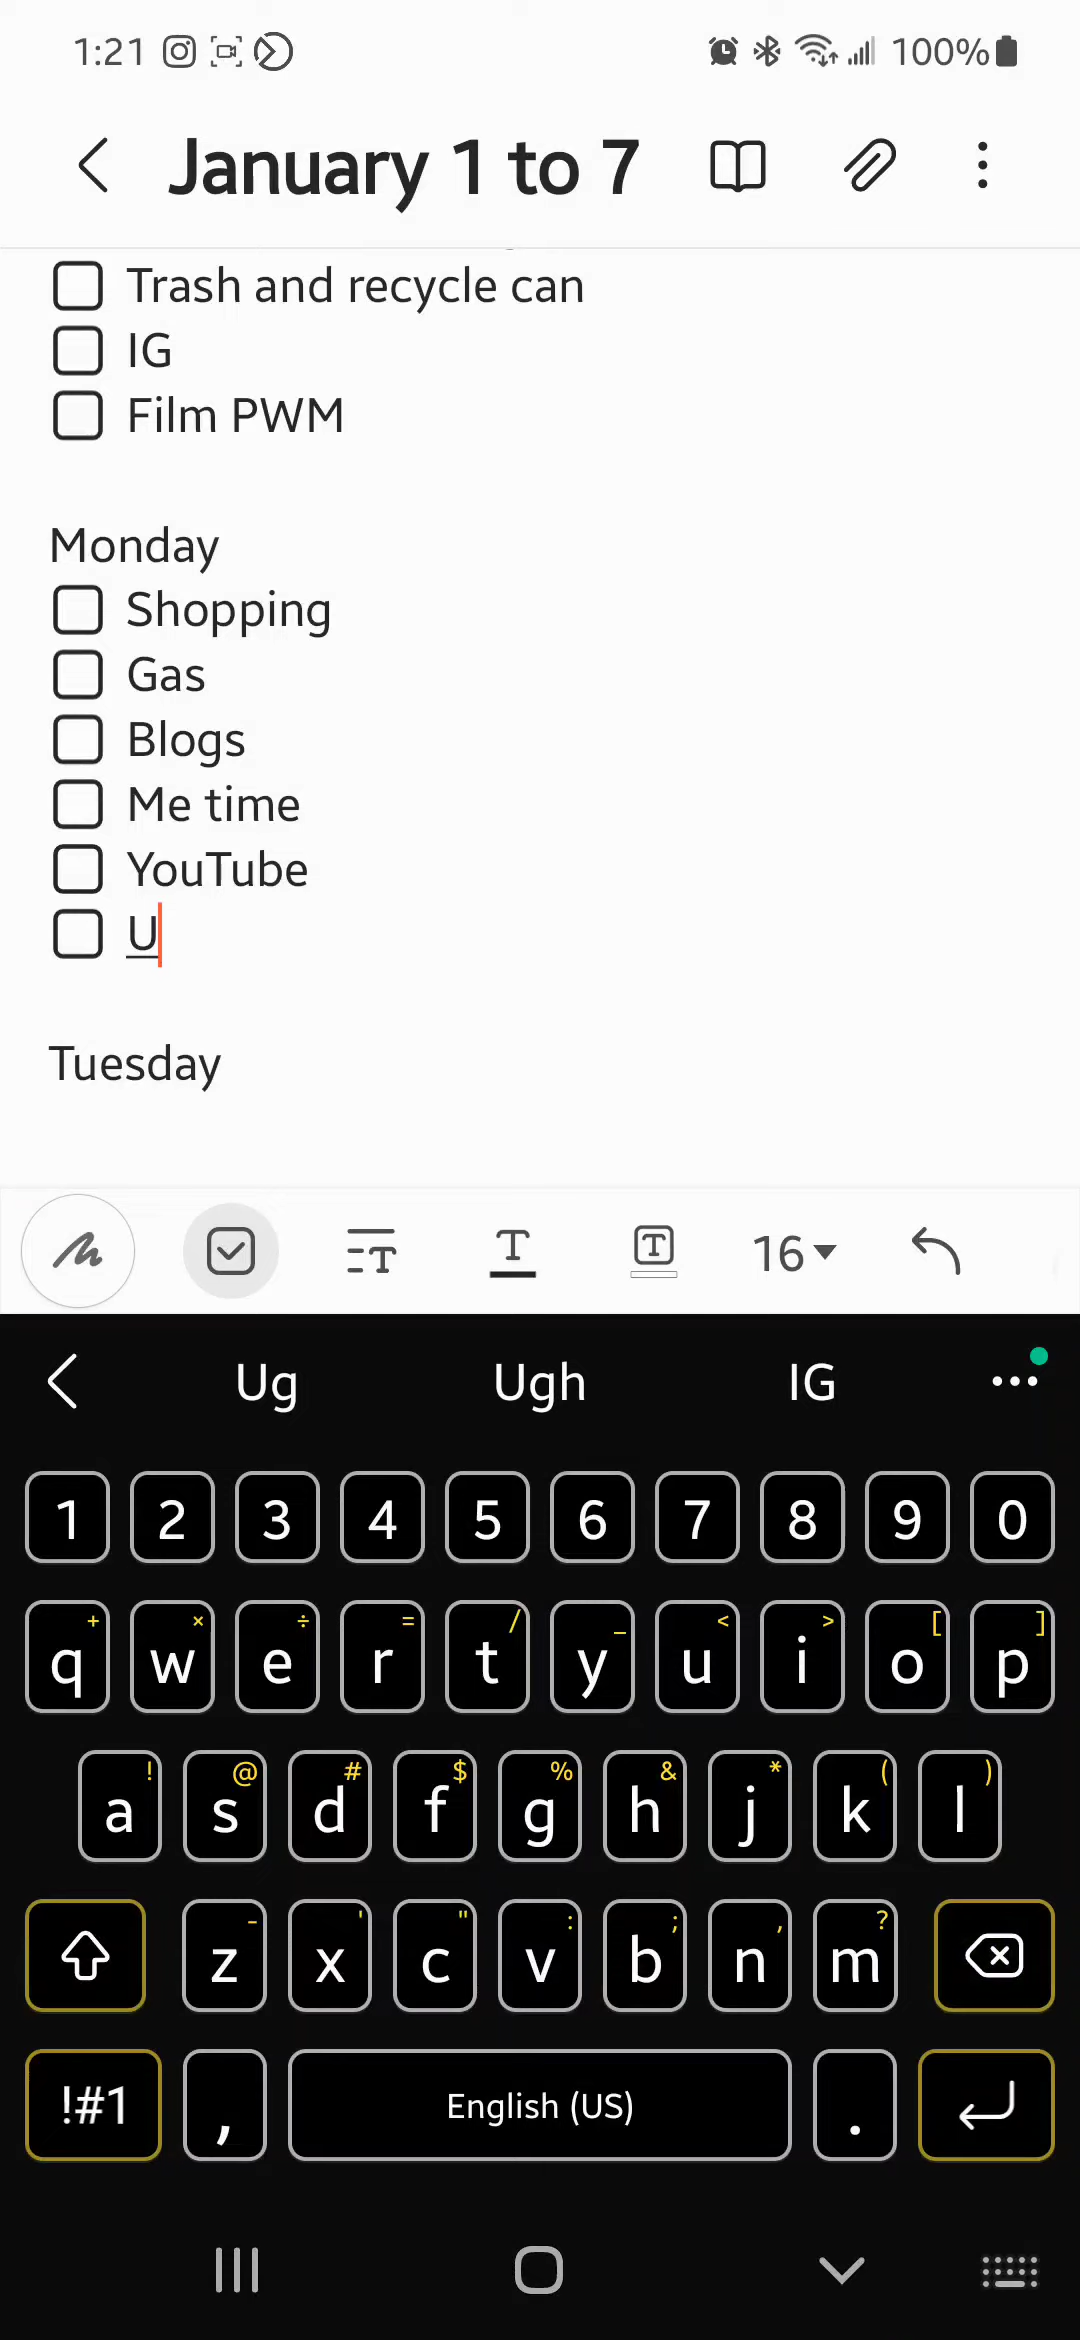 1:21 100%
January 1 to 7
Trash and recycle can
IG
Film PWM
Monday
Shopping
Gas
Blogs
Me time
YouTube
U
Tuesday
T T T 16
Ug Ugh IG
1 2 3 4 5 6 7 8 9 0
+ × ÷ = / _ < > [ ]
q w e r t y u i o p
! @ # $ % & * ( )
a s d f g h j k l
- ' " : ; , ?
z x c v b n m
!#1 , English (US) .